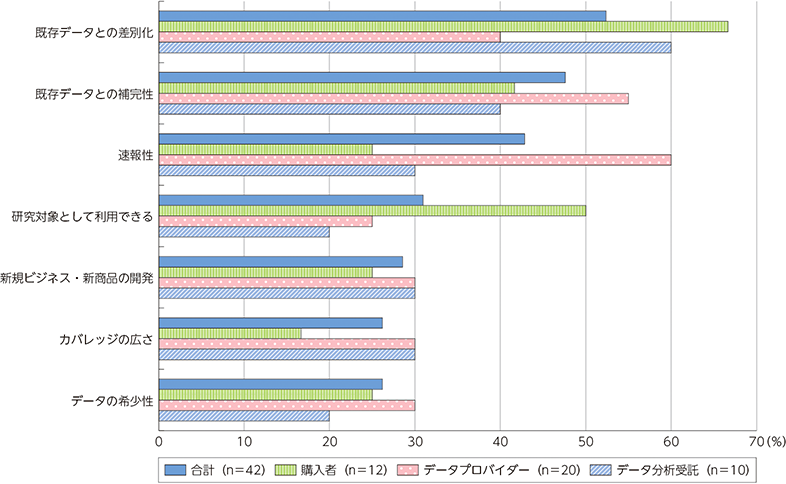 既存データとの差別化
既存データとの補完性
速報性
研究対象として利用できる
新規ビジネス・新商品の開発
カバレッジの広さ
データの希少性
0 10 20 30 40 50 60 70 (%)
合計（n＝42） 購入者（n＝12） データプロバイダー（n＝20） データ分析受託（n＝10）